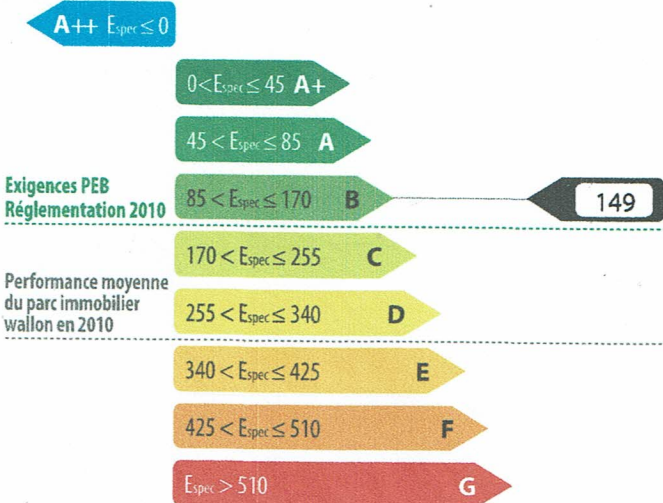 A++ Espec ≤ 0
0<Espec ≤ 45 A+
45 < Espec ≤ 85 A
Exigences PEB
Réglementation 2010
85 < Espec ≤ 170 B
149
170 < Espec ≤ 255 C
Performance moyenne
du parc immobilier
wallon en 2010
255 < Espec ≤ 340 D
340 < Espec ≤ 425 E
425 < Espec ≤ 510 F
Espec > 510 G